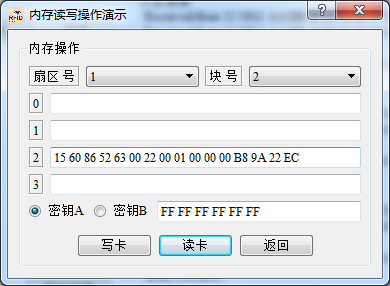 RFID 内存读写操作演示
内存操作
扇区号 1 块号 2
0
1
2 15 60 86 52 63 00 22 00 01 00 00 00 B8 9A 22 EC
3
密钥A 密钥B FF FF FF FF FF FF
写卡 读卡 返回